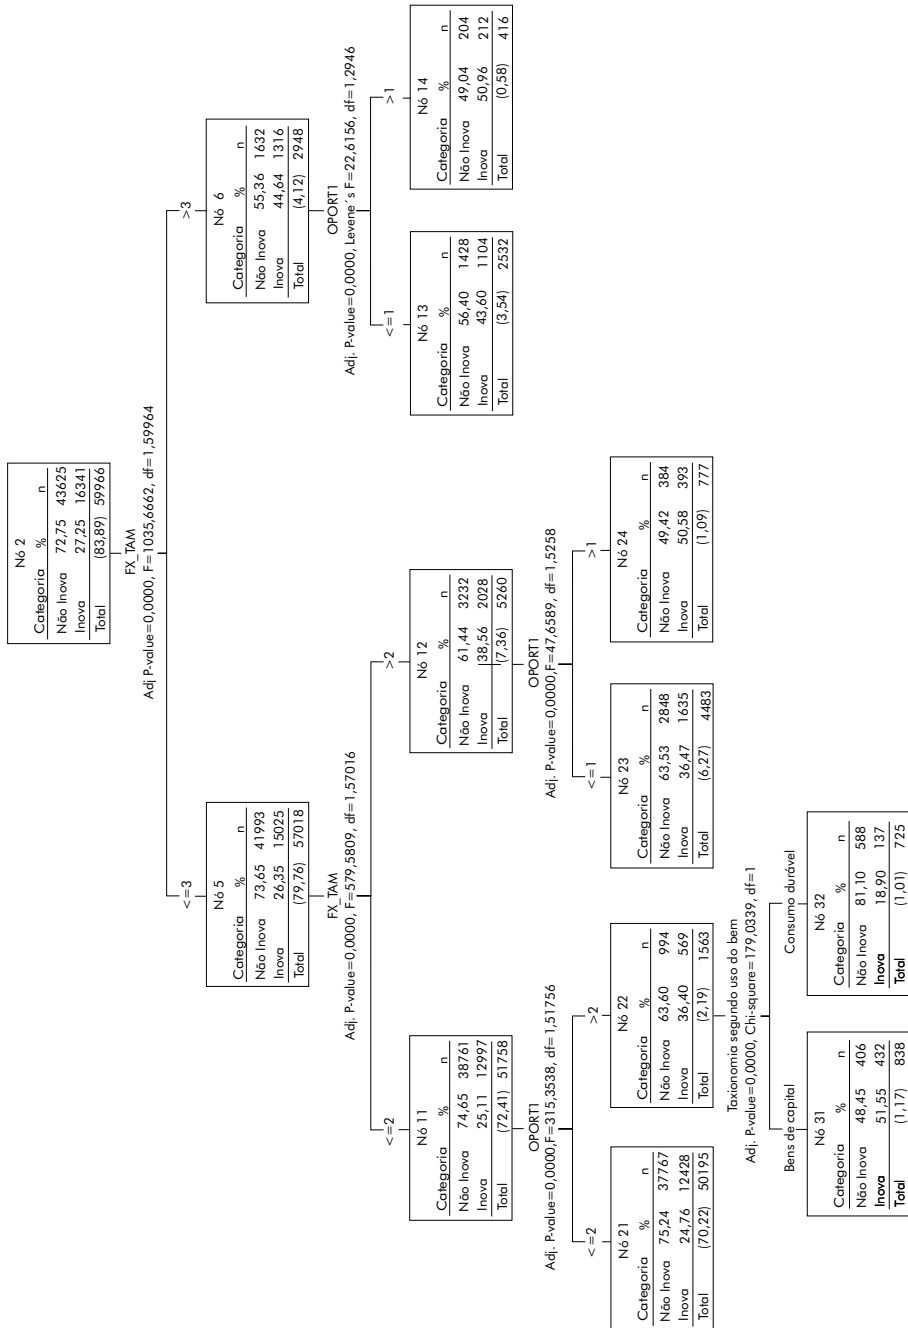 Nó 2
Categoria % n
Não Inova 72,75 43625
Inova 27,25 16341
Total (83,89) 59966
FX_TAM
Adj P-value=0,0000, F=1035,6662, df=1,59964
<=3
>3
Nó 5
Categoria % n
Não Inova 73,65 41993
Inova 26,35 15025
Total (79,76) 57018
FX_TAM
Adj. P-value=0,0000, F=579,5809, df=1,57016
Nó 6
Categoria % n
Não Inova 55,36 1632
Inova 44,64 1316
Total (4,12) 2948
OPORT1
Adj. P-value=0,0000, Levene´s F=22,6156, df=1,2946
<=2
>2
<=1
>1
Nó 11
Categoria % n
Não Inova 74,65 38761
Inova 25,11 12997
Total (72,41) 51758
OPORT1
Adj. P-value=0,0000,F=315,3538, df=1,51756
Nó 12
Categoria % n
Não Inova 61,44 3232
Inova 38,56 2028
Total (7,36) 5260
OPORT1
Adj. P-value=0,0000,F=47,6589, df=1,5258
Nó 13
Categoria % n
Não Inova 56,40 1428
Inova 43,60 1104
Total (3,54) 2532
Nó 14
Categoria % n
Não Inova 49,04 204
Inova 50,96 212
Total (0,58) 416
<=2
>2
<=1
>1
Nó 21
Categoria % n
Não Inova 75,24 37767
Inova 24,76 12428
Total (70,22) 50195
Nó 22
Categoria % n
Não Inova 63,60 994
Inova 36,40 569
Total (2,19) 1563
Taxionomia segundo uso do bem
Adj. P-value=0,0000, Chi-square=179,0339, df=1
Nó 23
Categoria % n
Não Inova 63,53 2848
Inova 36,47 1635
Total (6,27) 4483
Nó 24
Categoria % n
Não Inova 49,42 384
Inova 50,58 393
Total (1,09) 777
Bens de capital
Consumo durável
Nó 31
Categoria % n
Não Inova 48,45 406
Inova 51,55 432
Total (1,17) 838
Nó 32
Categoria % n
Não Inova 81,10 588
Inova 18,90 137
Total (1,01) 725